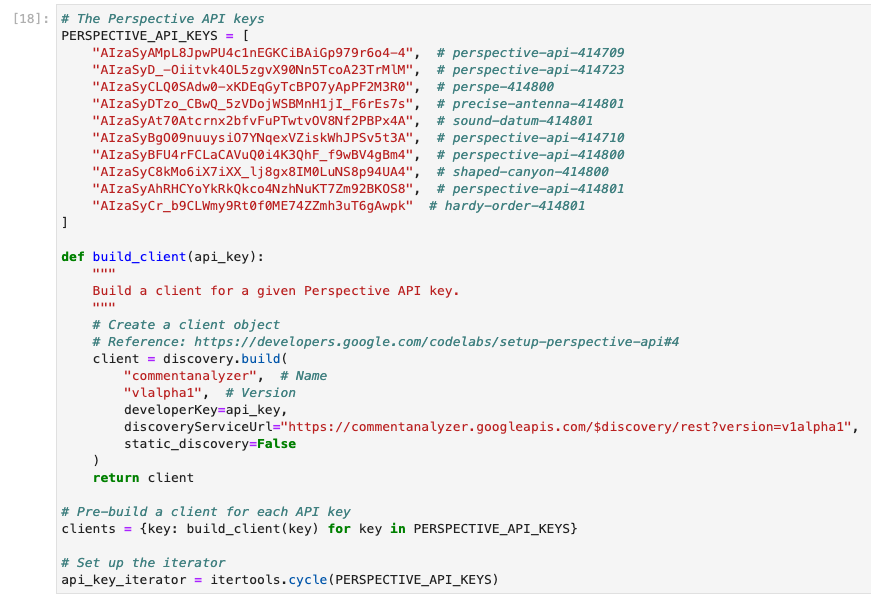 [18]: # The Perspective API keys
PERSPECTIVE_API_KEYS = [
"AIzaSyAMpL8JpwPU4c1nEGKCiBAiGp979r6o4-4", # perspective-api-414709
"AIzaSyD_-Oiitvk4OL5zgvX90Nn5TcoA23TrMlM", # perspective-api-414723
"AIzaSyCLQ0SAdw0-xKDEqGyTcBPO7yApPF2M3R0", # perspe-414800
"AIzaSyDTzo_CBwQ_5zVDojWSBMnH1jI_F6rEs7s", # precise-antenna-414801
"AIzaSyAt70Atcrnx2bfvFuPTwtvOV8Nf2PBPx4A", # sound-datum-414801
"AIzaSyBgO09nuuysiO7YNqexVZiskWhJPSv5t3A", # perspective-api-414710
"AIzaSyBFU4rFCLaCAVuQ0i4K3QhF_f9wBV4gBm4", # perspective-api-414800
"AIzaSyC8kMo6iX7iXX_lj8gx8IM0LuNS8p94UA4", # shaped-canyon-414800
"AIzaSyAhRHCYoYkRkQkco4NzhNuKT7Zm92BKOS8", # perspective-api-414801
"AIzaSyCr_b9CLWmy9Rt0f0ME74ZZmh3uT6gAwpk" # hardy-order-414801
]
def build_client(api_key):
"""
Build a client for a given Perspective API key.
"""
# Create a client object
# Reference: https://developers.google.com/codelabs/setup-perspective-api#4
client = discovery.build(
"commentanalyzer", # Name
"v1alpha1", # Version
developerKey=api_key,
discoveryServiceUrl="https://commentanalyzer.googleapis.com/$discovery/rest?version=v1alpha1",
static_discovery=False
)
return client
# Pre-build a client for each API key
clients = {key: build_client(key) for key in PERSPECTIVE_API_KEYS}
# Set up the iterator
api_key_iterator = itertools.cycle(PERSPECTIVE_API_KEYS)